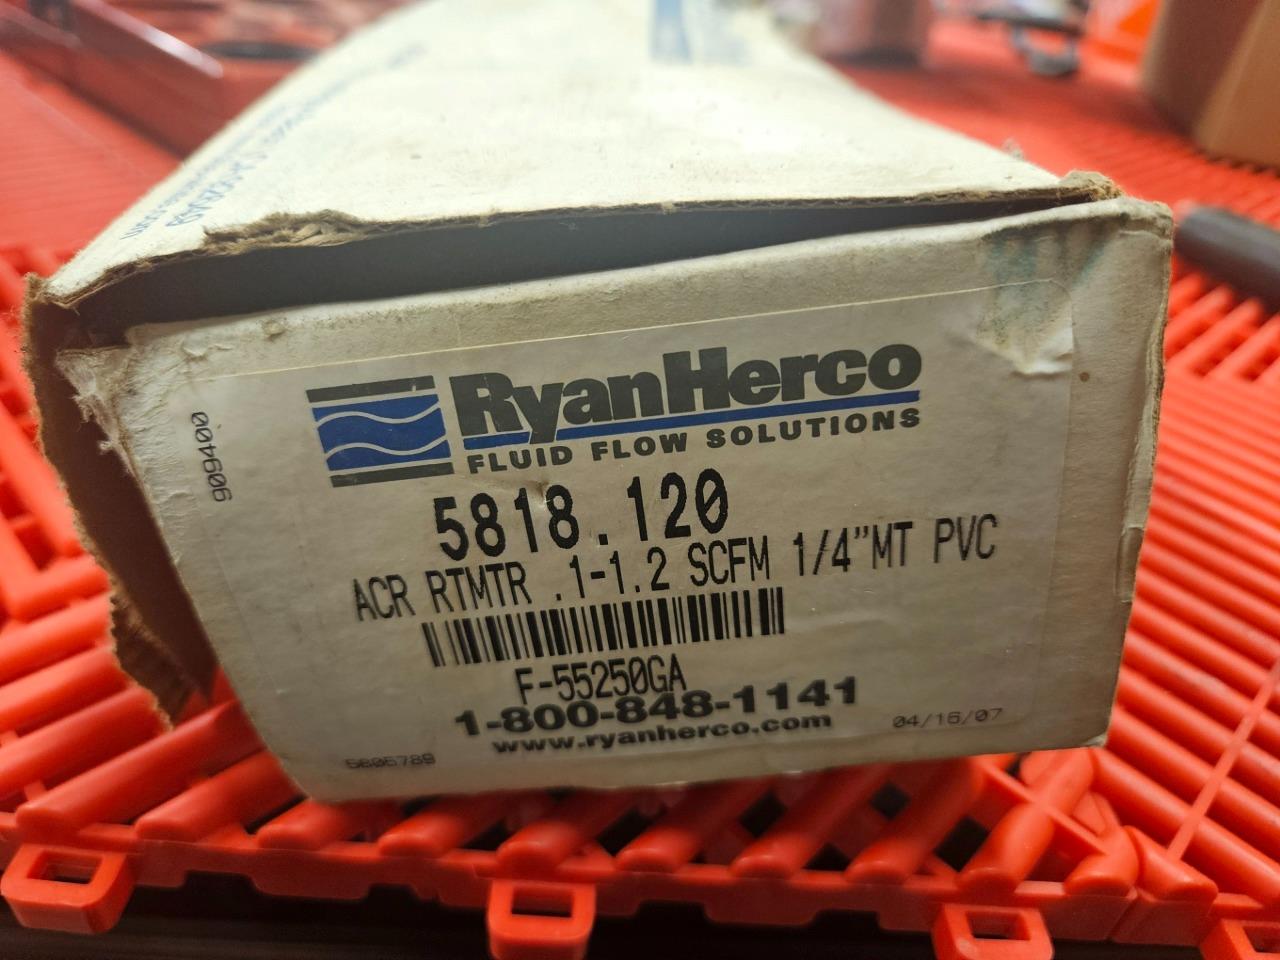 909400
RyanHerco
FLUID FLOW SOLUTIONS
5818.120
ACR RTMTR .1-1.2 SCFM 1/4"MT PVC
F-55250GA
1-800-848-1141
www.ryanherco.com
04/16/07
5606789